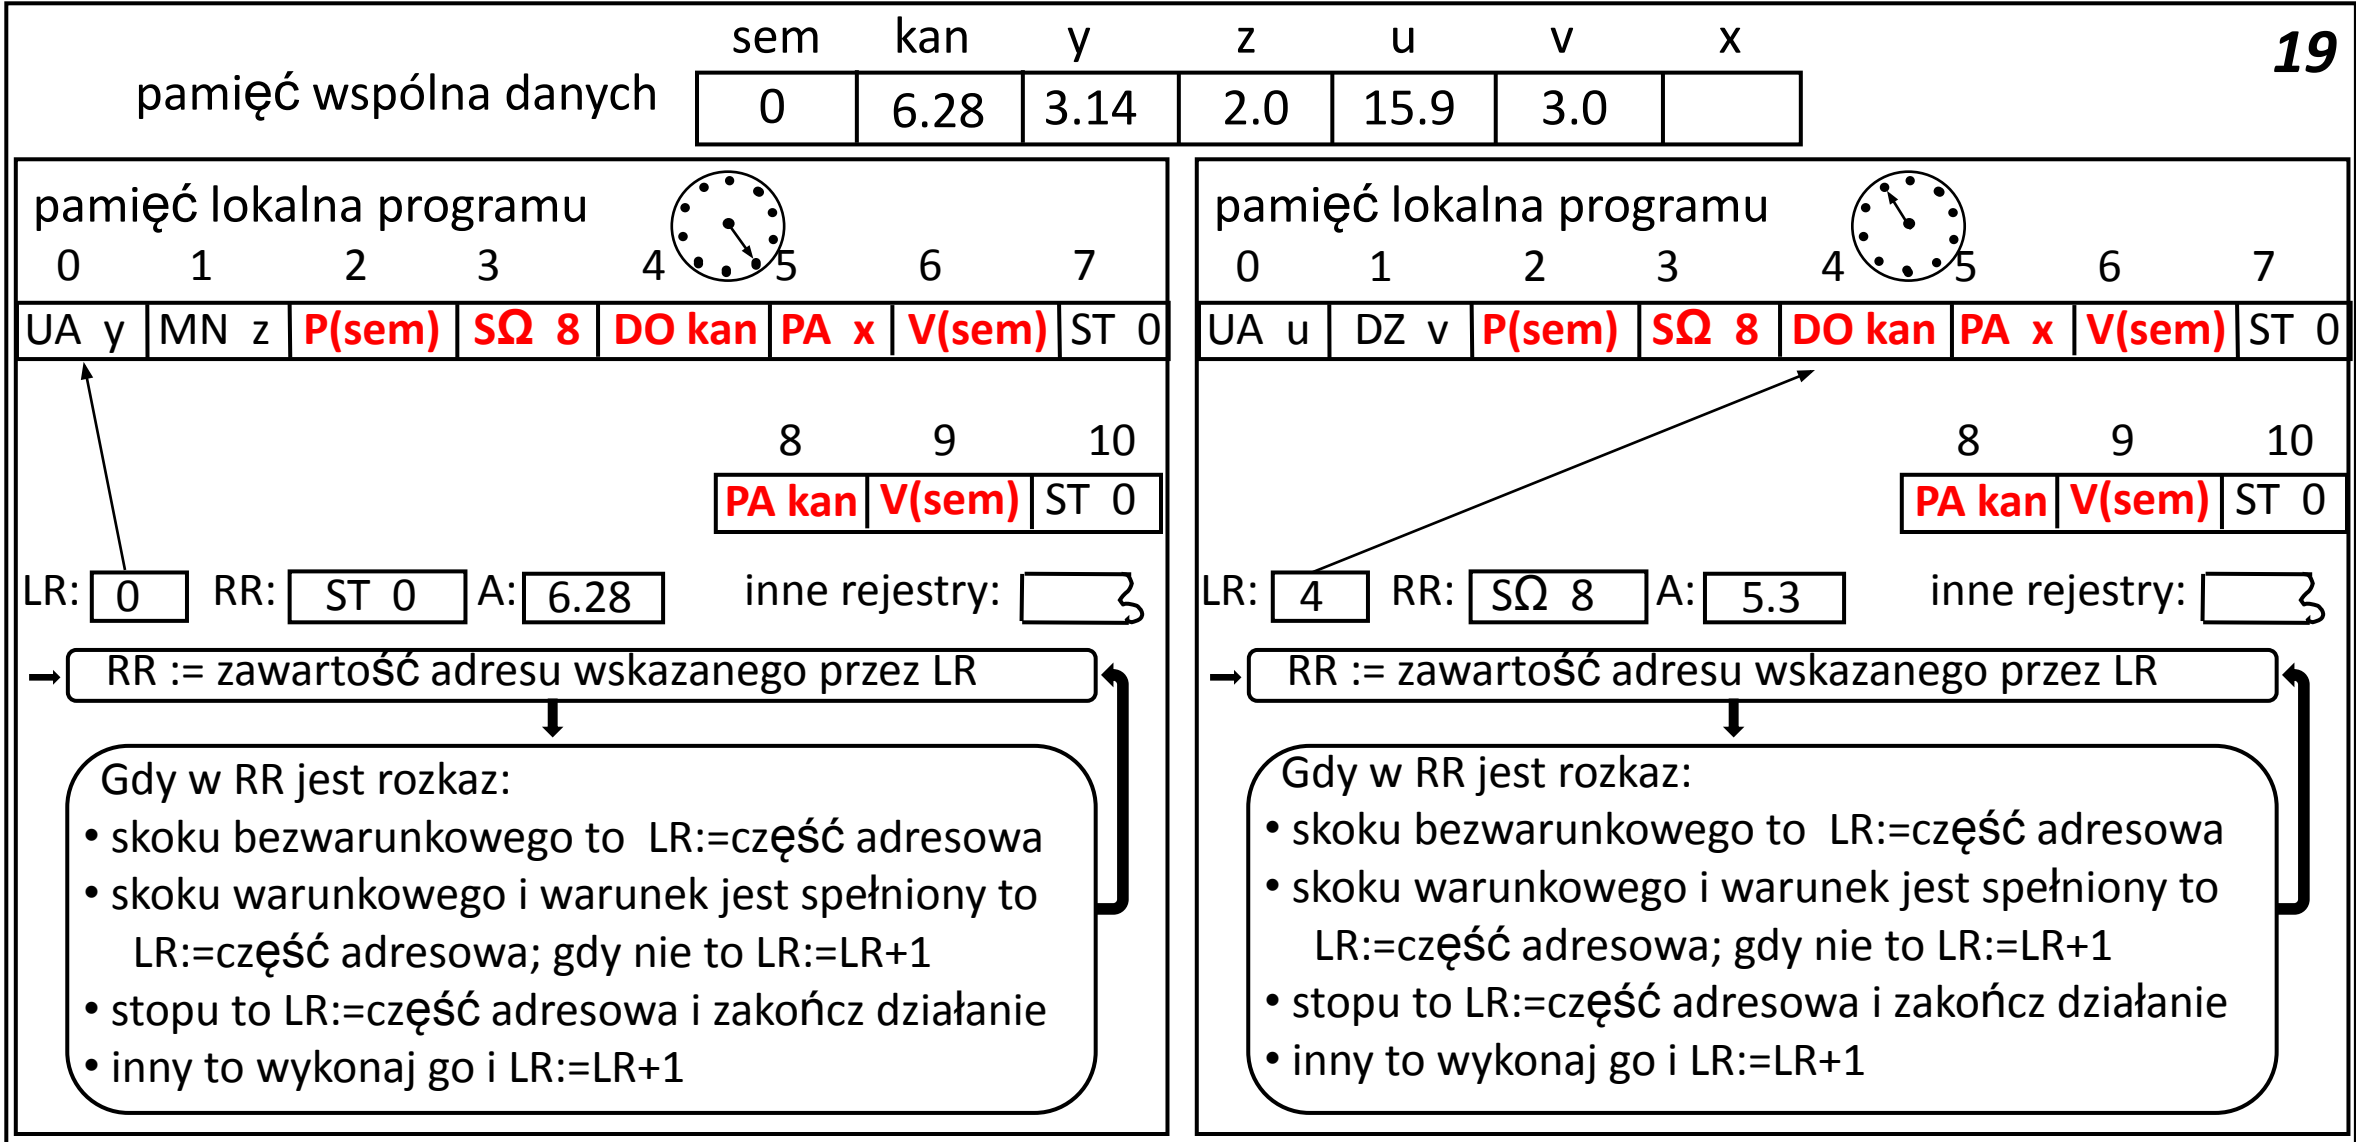 sem kan y z u v x
19
pamięć wspólna danych 0 6.28 3.14 2.0 15.9 3.0
pamięć lokalna programu
0 1 2 3 4 5 6 7
UA y MN z P(sem) SΩ 8 DO kan PA x V(sem) ST 0
8 9 10
PA kan V(sem) ST 0
LR: 0 RR: ST 0 A: 6.28 inne rejestry:
RR := zawartość adresu wskazanego przez LR
Gdy w RR jest rozkaz:
• skoku bezwarunkowego to LR:=część adresowa
• skoku warunkowego i warunek jest spełniony to
LR:=część adresowa; gdy nie to LR:=LR+1
• stopu to LR:=część adresowa i zakończ działanie
• inny to wykonaj go i LR:=LR+1
pamięć lokalna programu
0 1 2 3 4 5 6 7
UA u DZ v P(sem) SΩ 8 DO kan PA x V(sem) ST 0
8 9 10
PA kan V(sem) ST 0
LR: 4 RR: SΩ 8 A: 5.3 inne rejestry:
RR := zawartość adresu wskazanego przez LR
Gdy w RR jest rozkaz:
• skoku bezwarunkowego to LR:=część adresowa
• skoku warunkowego i warunek jest spełniony to
LR:=część adresowa; gdy nie to LR:=LR+1
• stopu to LR:=część adresowa i zakończ działanie
• inny to wykonaj go i LR:=LR+1